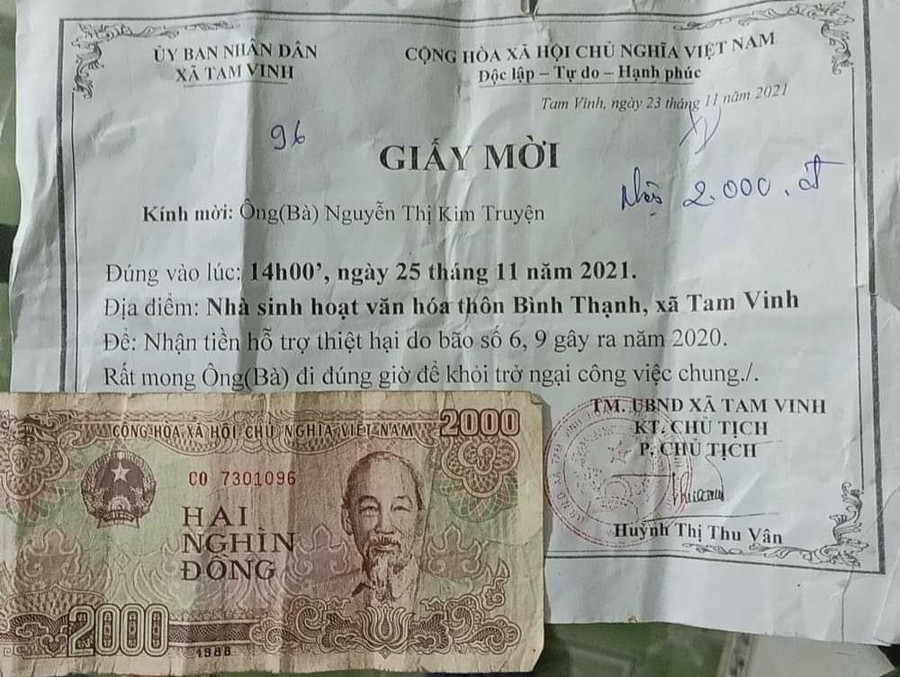 ỦY BAN NHÂN DÂN
XÃ TAM VINH
CỘNG HÒA XÃ HỘI CHỦ NGHĨA VIỆT NAM
Độc lập – Tự do – Hạnh phúc
Tam Vinh, ngày 23 tháng 11 năm 2021
96
GIẤY MỜI
2.000.đ
Kính mời: Ông(Bà) Nguyễn Thị Kim Truyện
Đúng vào lúc: 14h00’, ngày 25 tháng 11 năm 2021.
Địa điểm: Nhà sinh hoạt văn hóa thôn Bình Thạnh, xã Tam Vinh
Để: Nhận tiền hỗ trợ thiệt hại do bão số 6, 9 gây ra năm 2020.
Rất mong Ông(Bà) đi đúng giờ để khỏi trở ngại công việc chung./.
TM. UBND XÃ TAM VINH
KT. CHỦ TỊCH
P. CHỦ TỊCH
Huỳnh Thị Thu Vân
CỘNG HÒA XÃ HỘI CHỦ NGHĨA VIỆT NAM
2000
CO 7301096
HAI
NGHÌN
ĐỒNG
2000
1988